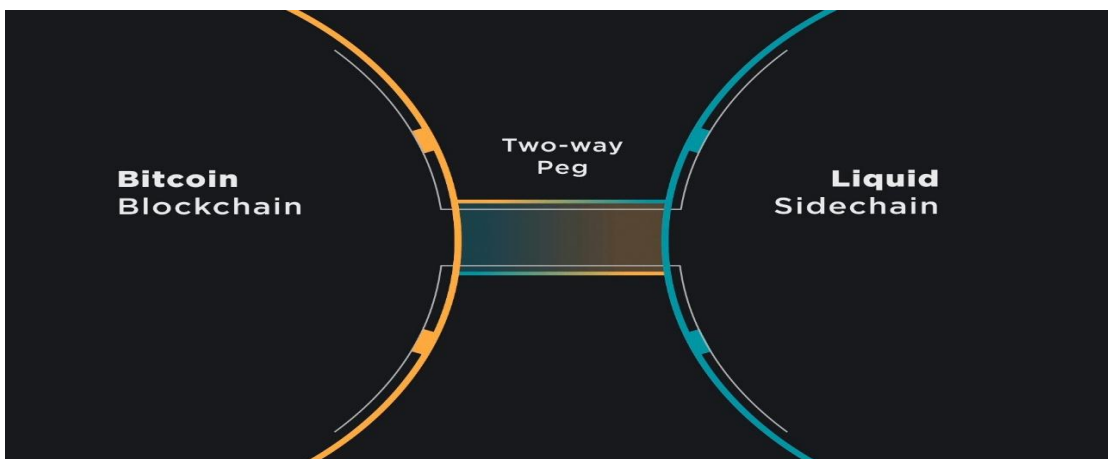 Bitcoin
Blockchain
Two-way
Peg
Liquid
Sidechain